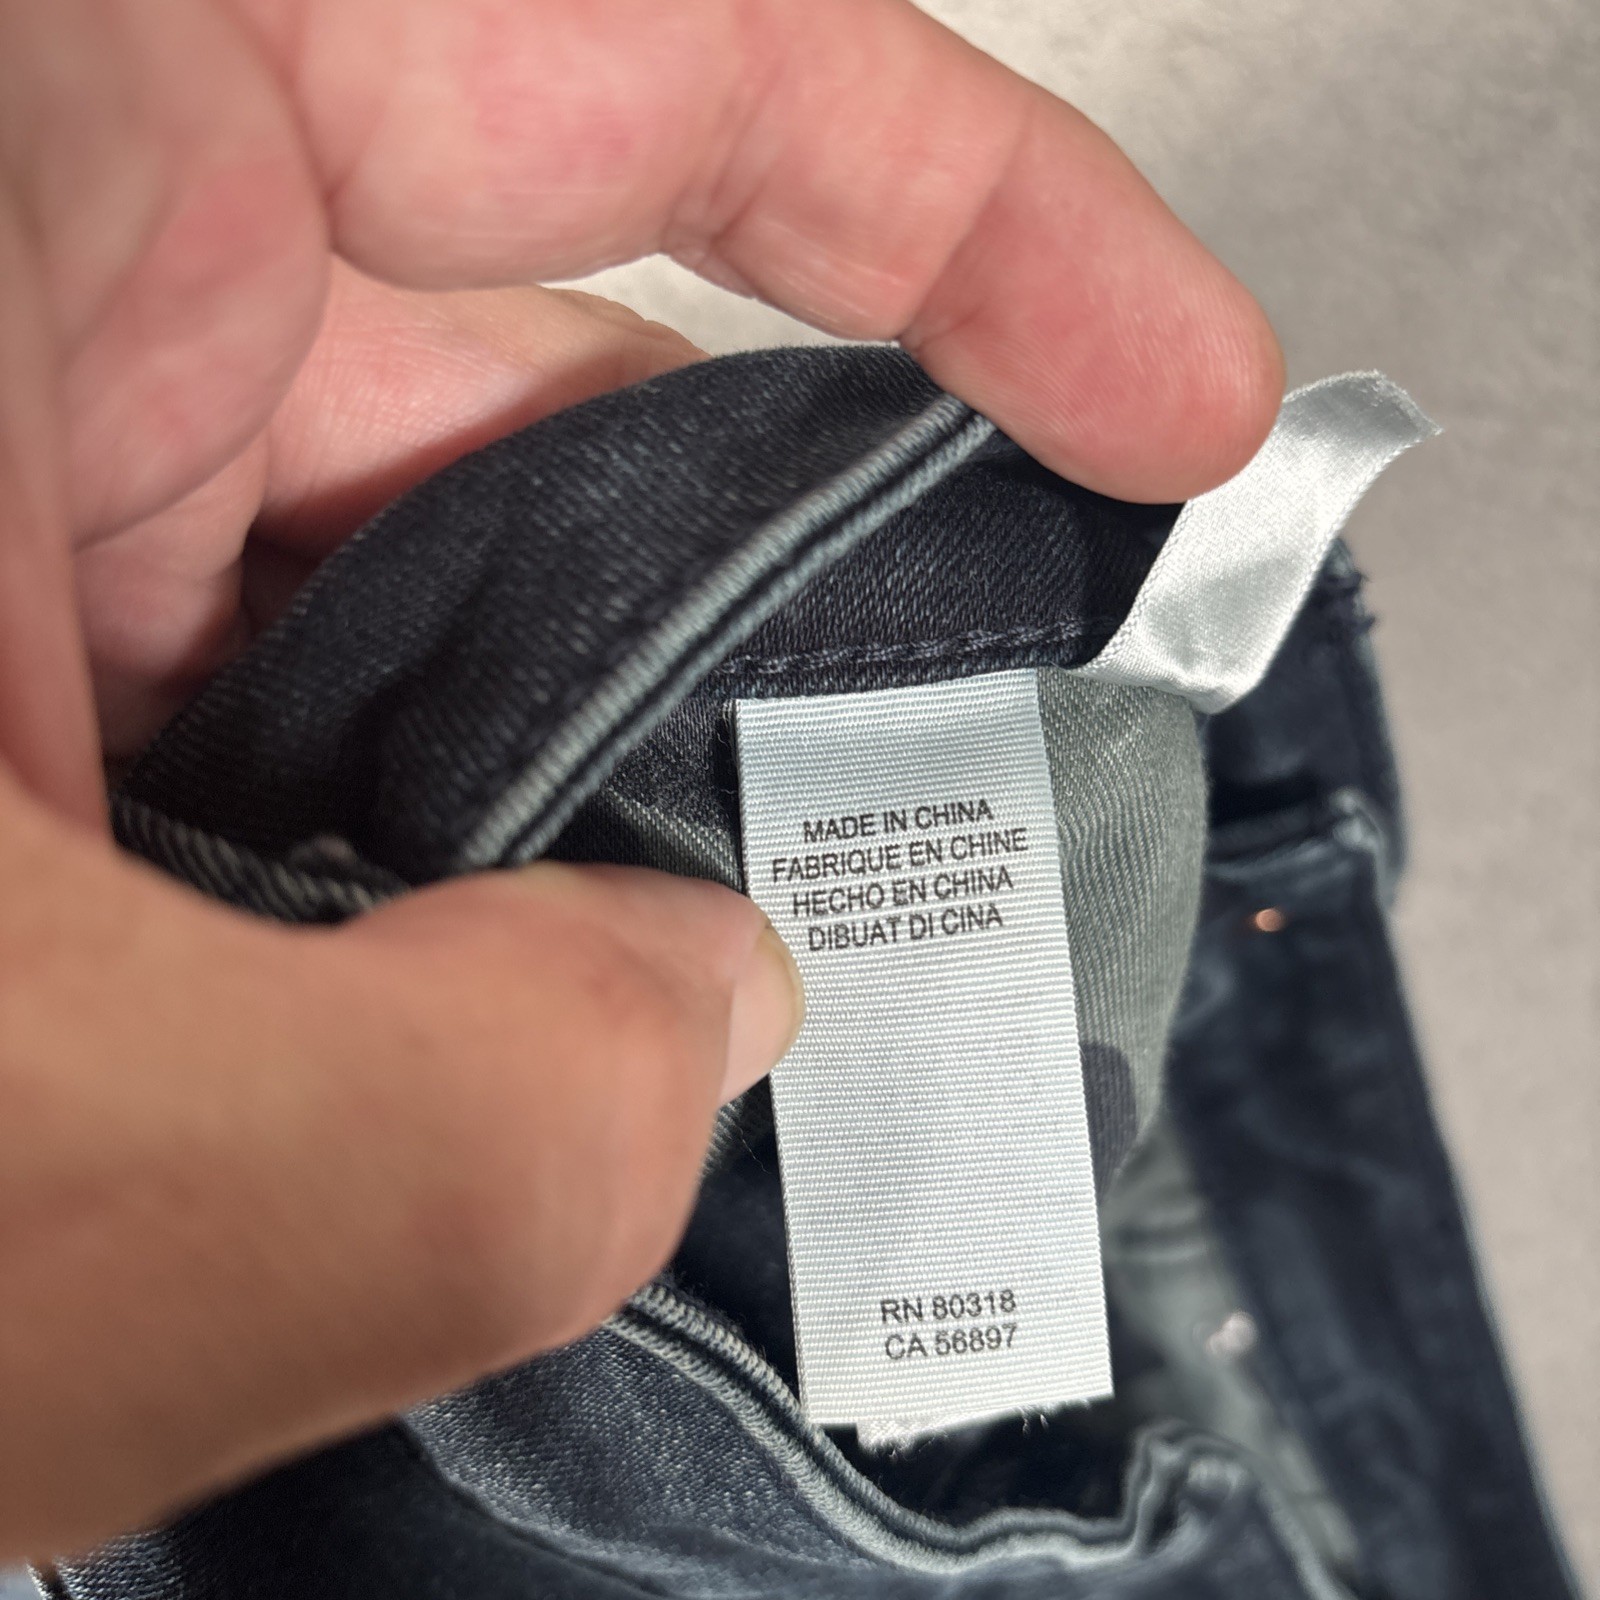 MADE IN CHINA
FABRIQUE EN CHINE
HECHO EN CHINA
DIBUAT DI CINA
RN 80318
CA 56897